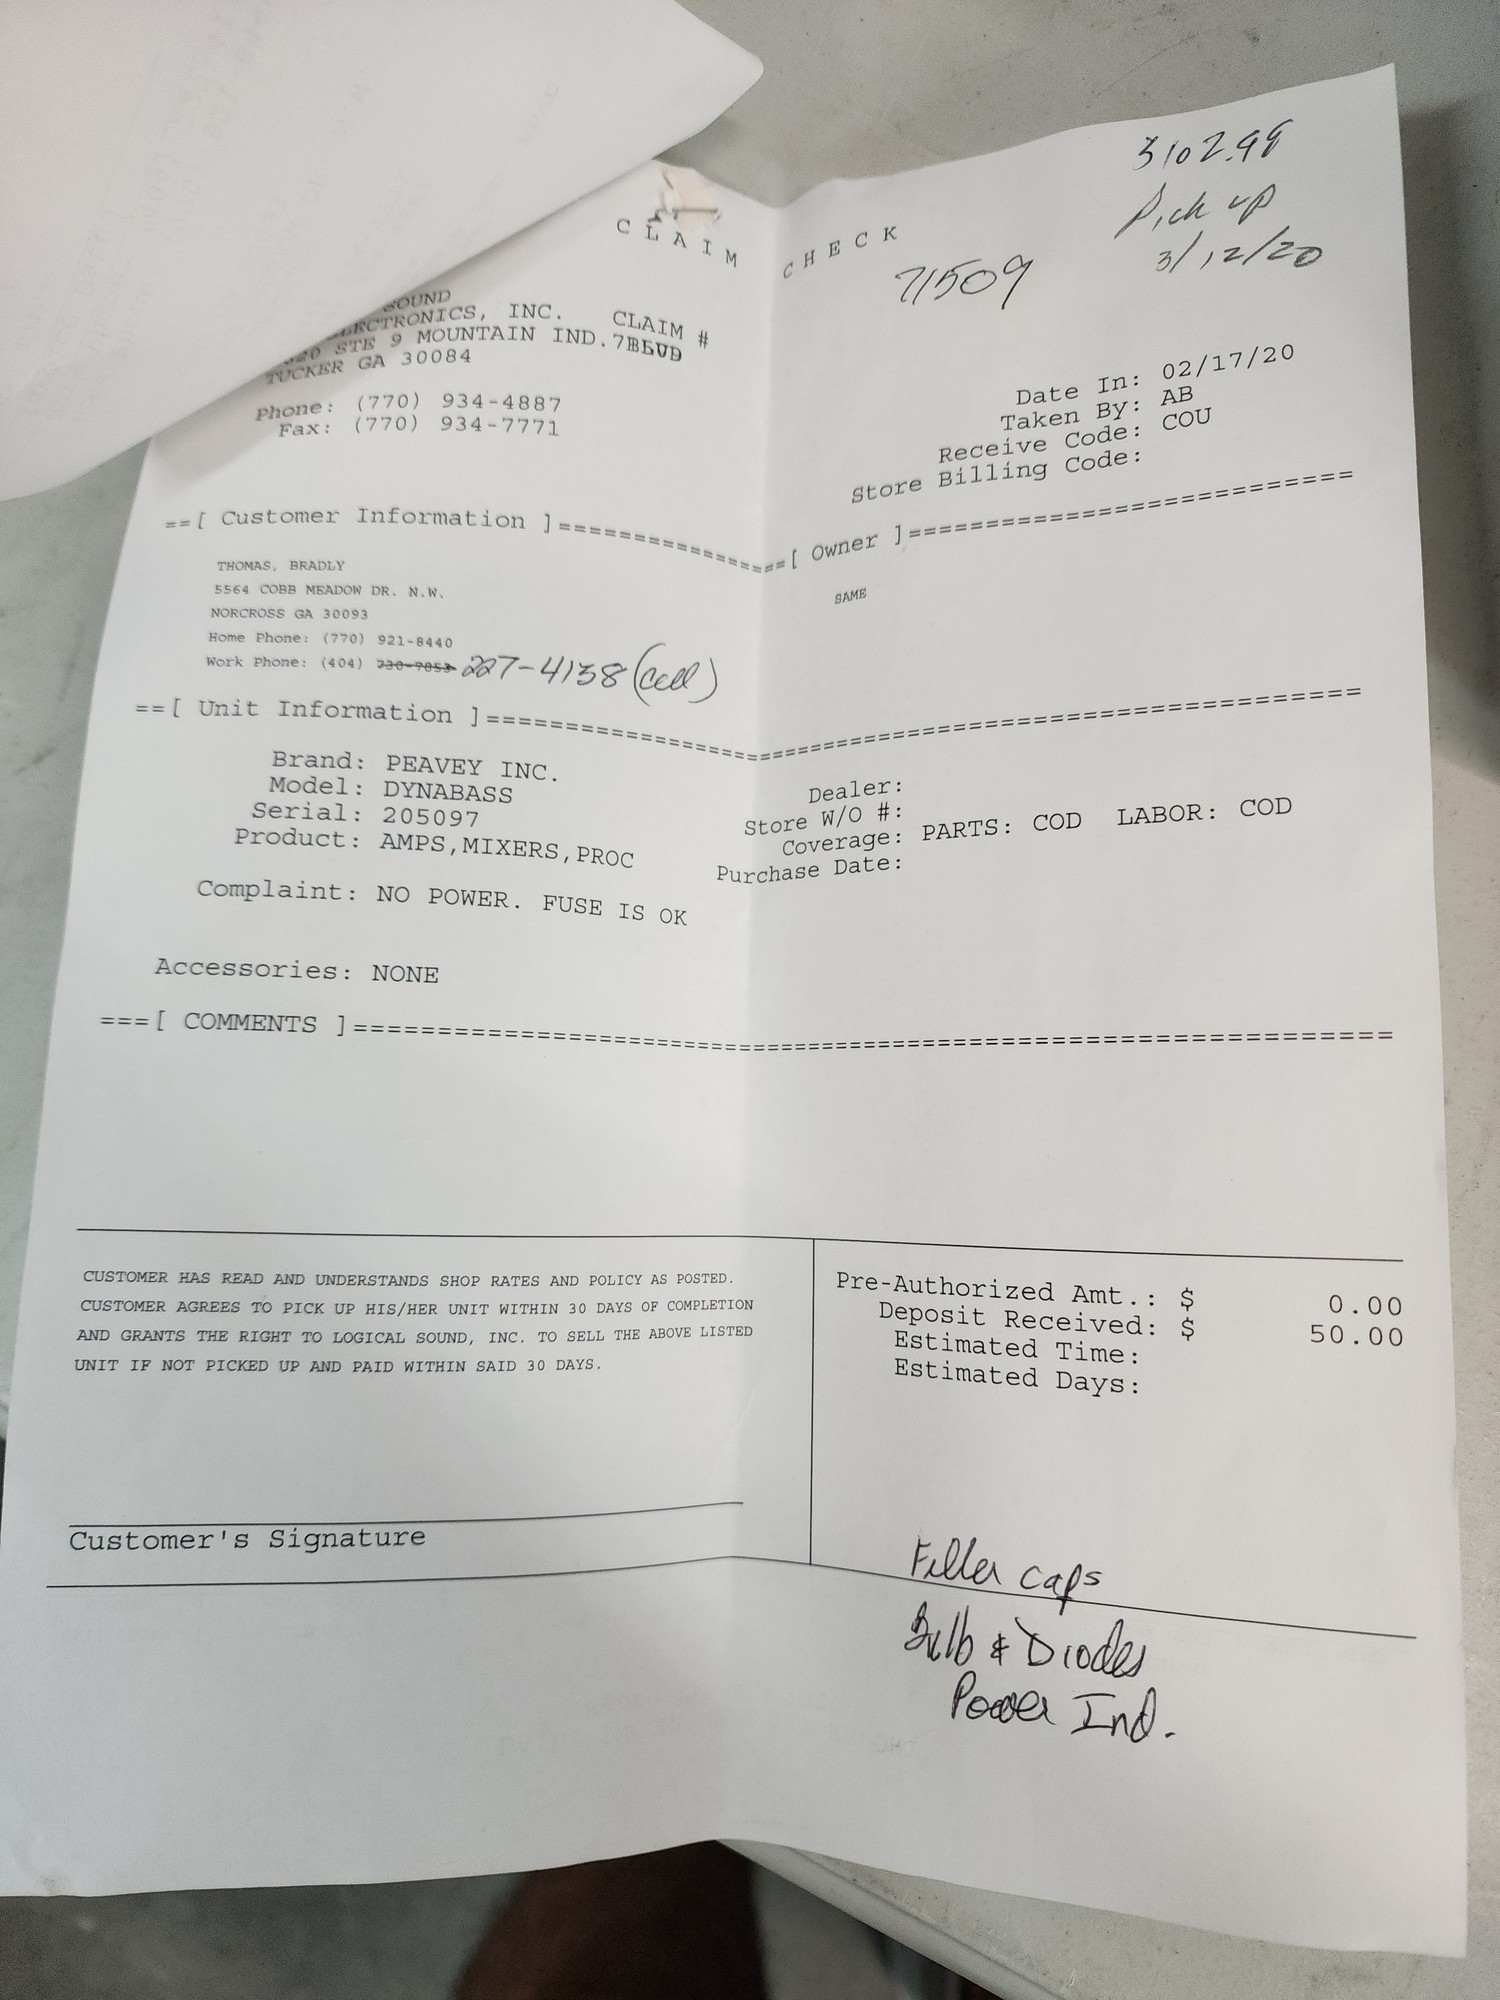 3102.99
Pick up
3/12/20
CLAIM CHECK
71509
SOUND
ELECTRONICS, INC. CLAIM #
STE 9 MOUNTAIN IND.
TUCKER GA 30084
Phone: (770) 934-4887
Fax: (770) 934-7771
Date In: 02/17/20
Taken By: AB
Receive Code: COU
Store Billing Code:
==[ Customer Information ]====================[ Owner ]==========================
THOMAS, BRADLY
5564 COBB MEADOW DR. N.W.
NORCROSS GA 30093
Home Phone: (770) 921-8440
Work Phone: (404) 227-4138 (cell)
SAME
==[ Unit Information ]=======================================================
Brand: PEAVEY INC.
Model: DYNABASS
Serial: 205097
Product: AMPS,MIXERS,PROC
Dealer:
Store W/O #:
Coverage: PARTS: COD LABOR: COD
Purchase Date:
Complaint: NO POWER. FUSE IS OK
Accessories: NONE
===[ COMMENTS ]==============================================================
CUSTOMER HAS READ AND UNDERSTANDS SHOP RATES AND POLICY AS POSTED.
CUSTOMER AGREES TO PICK UP HIS/HER UNIT WITHIN 30 DAYS OF COMPLETION
AND GRANTS THE RIGHT TO LOGICAL SOUND, INC. TO SELL THE ABOVE LISTED
UNIT IF NOT PICKED UP AND PAID WITHIN SAID 30 DAYS.
Pre-Authorized Amt.: $ 0.00
Deposit Received: $ 50.00
Estimated Time:
Estimated Days:
Customer's Signature
Filler caps
Bulb & Diodes
Power Ind.